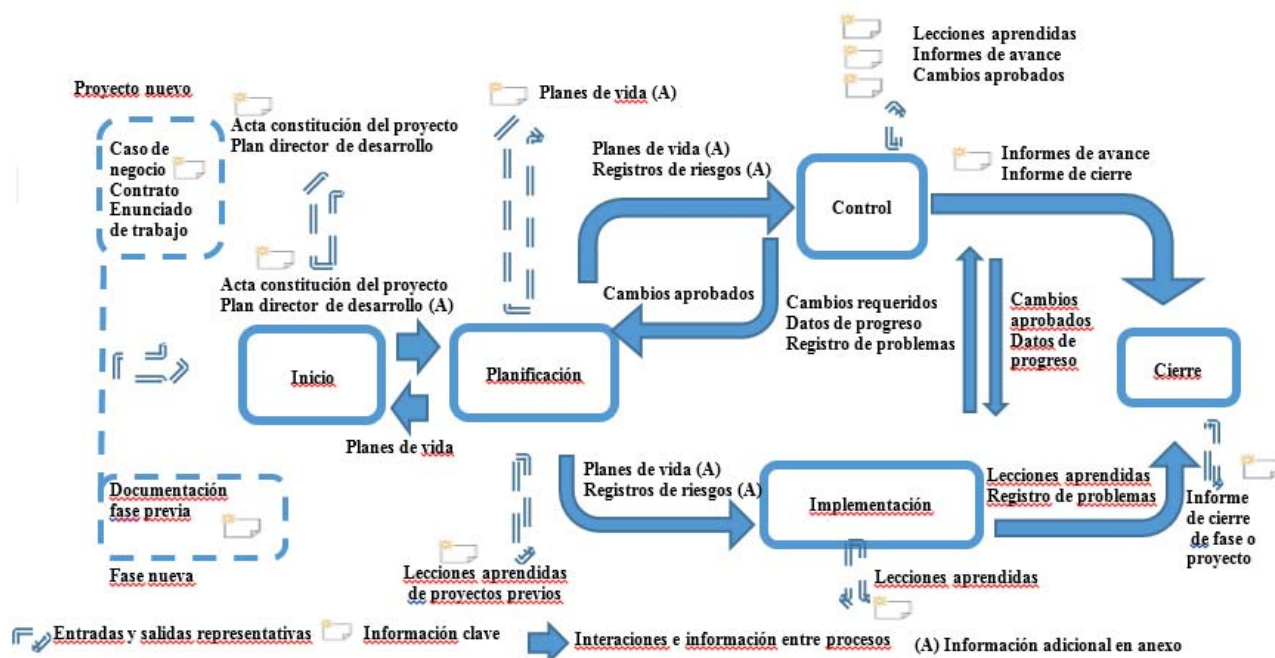 Lecciones aprendidas
Informes de avance
Cambios aprobados
Proyecto nuevo
Planes de vida (A)
Acta constitución del proyecto
Plan director de desarrollo
Caso de
negocio
Contrato
Enunciado
de trabajo
Planes de vida (A)
Registros de riesgos (A)
Informes de avance
Informe de cierre
Control
Acta constitución del proyecto
Plan director de desarrollo (A)
Cambios aprobados
Cambios requeridos
Datos de progreso
Registro de problemas
Cambios
aprobados
Datos de
progreso
Inicio
Planificación
Cierre
Planes de vida
Documentación
fase previa
Planes de vida (A)
Registros de riesgos (A)
Implementación
Lecciones aprendidas
Registro de problemas
Informe
de cierre
de fase o
proyecto
Fase nueva
Lecciones aprendidas
de proyectos previos
Lecciones aprendidas
Entradas y salidas representativas
Información clave
Interaciones e información entre procesos
(A) Información adicional en anexo